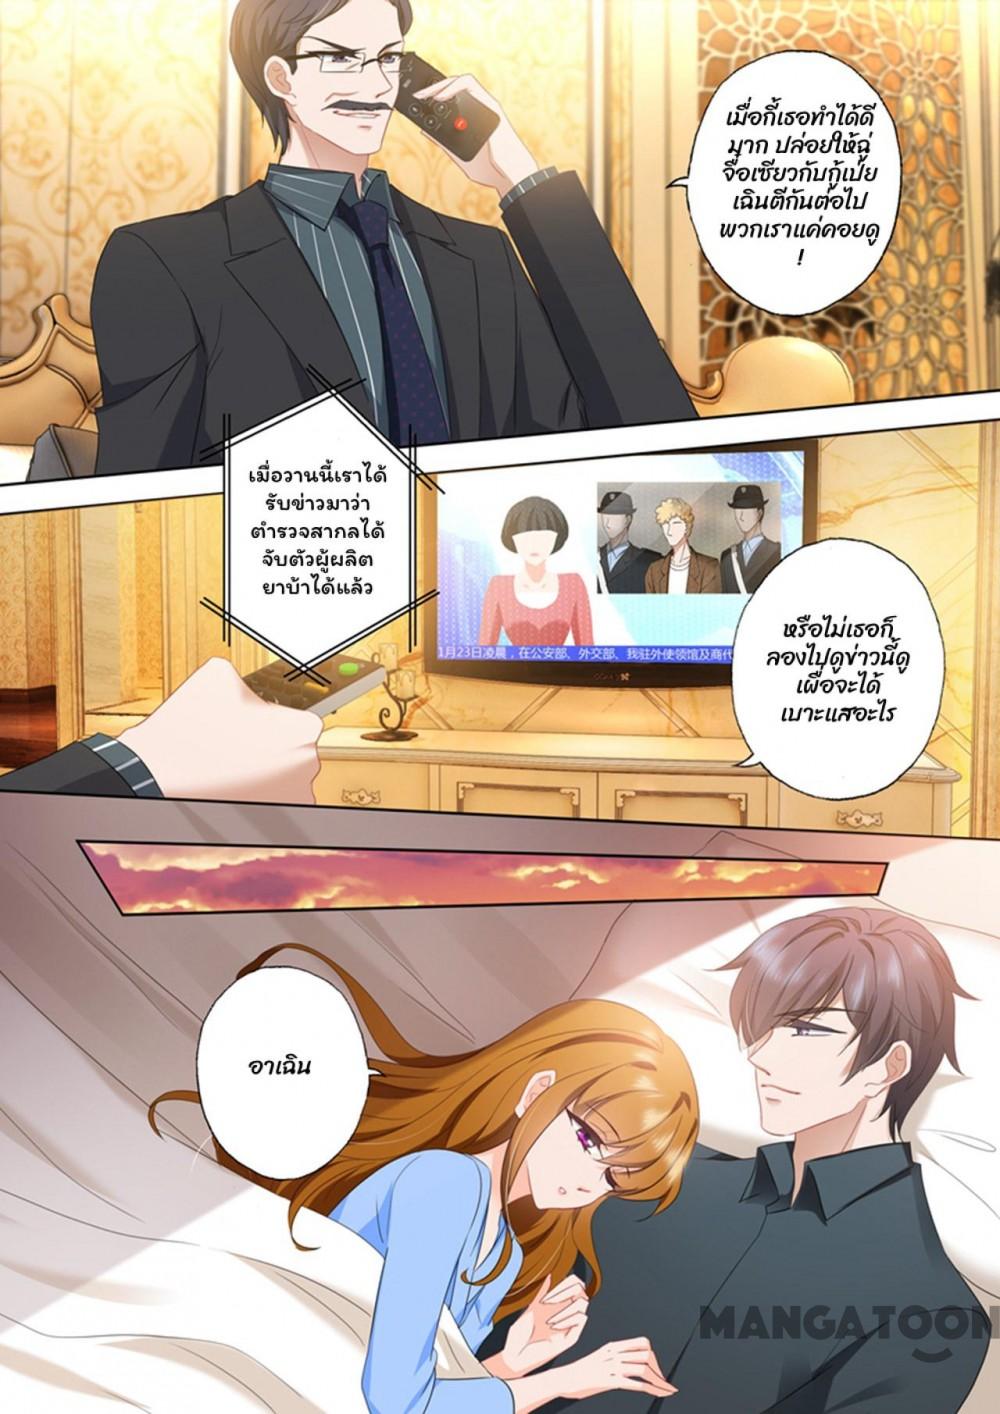 เมื่อกี้เธอทำได้ดี
มาก ปล่อยให้ฉู่
จื่อเซียวกับกู้เป่ย
เฉินตีกันต่อไป
พวกเราแค่คอยดู
!
เมื่อวานนี้เราได้
รับข่าวมาว่า
ตำรวจสากลได้
จับตัวผู้ผลิต
ยาบ้าได้แล้ว
1月23日凌晨，在公安部、外交部、我驻外使领馆及商代
หรือไม่เธอก็
ลองไปดูข่าวนี้ดู
เผื่อจะได้
เบาะแสอะไร
อาเฉิน
MANGATOON